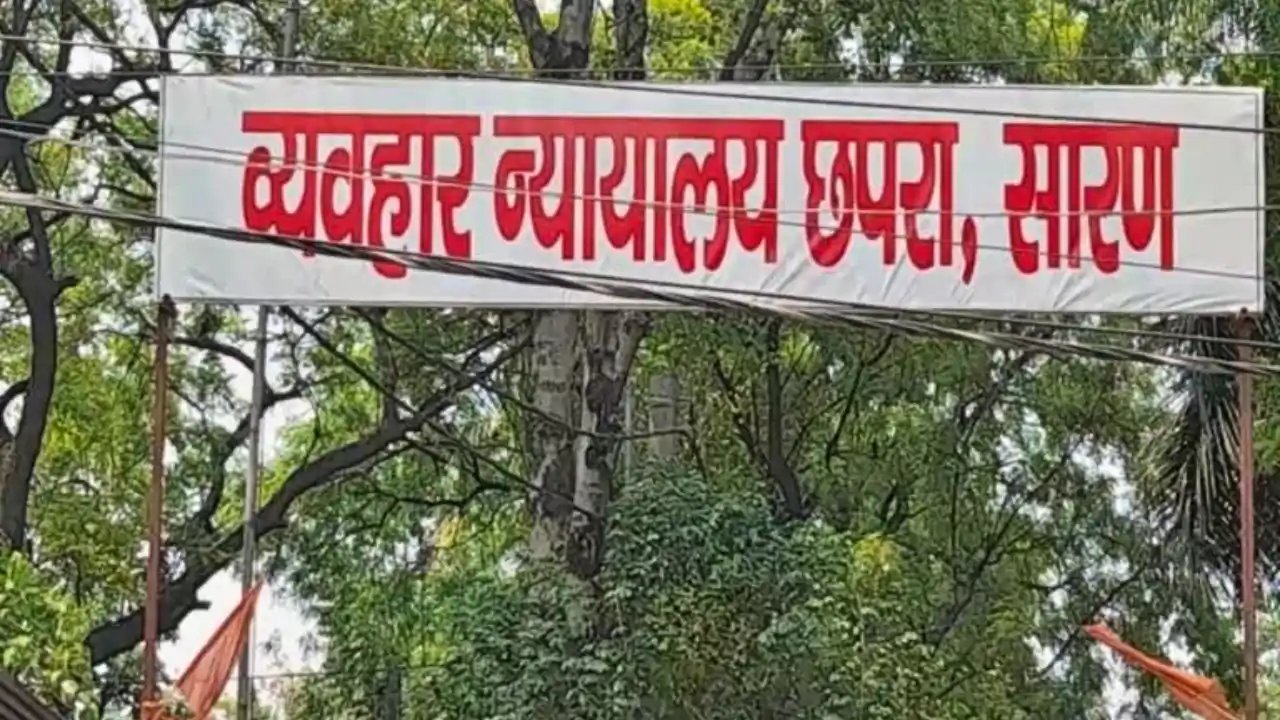 व्यवहार न्यायालय छपरा, सारण